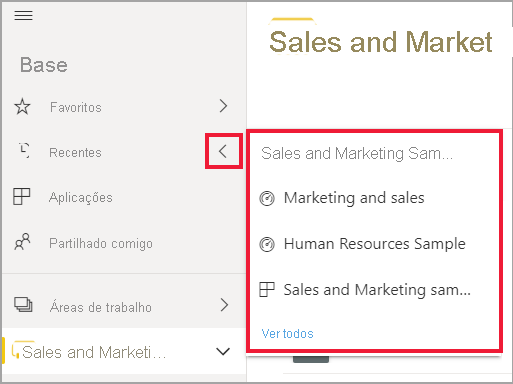 Sales and Market
Base
Favoritos
Recentes
Aplicações
Partilhado comigo
Áreas de trabalho
Sales and Marketi...
Sales and Marketing Sam...
Marketing and sales
Human Resources Sample
Sales and Marketing sam...
Ver todos